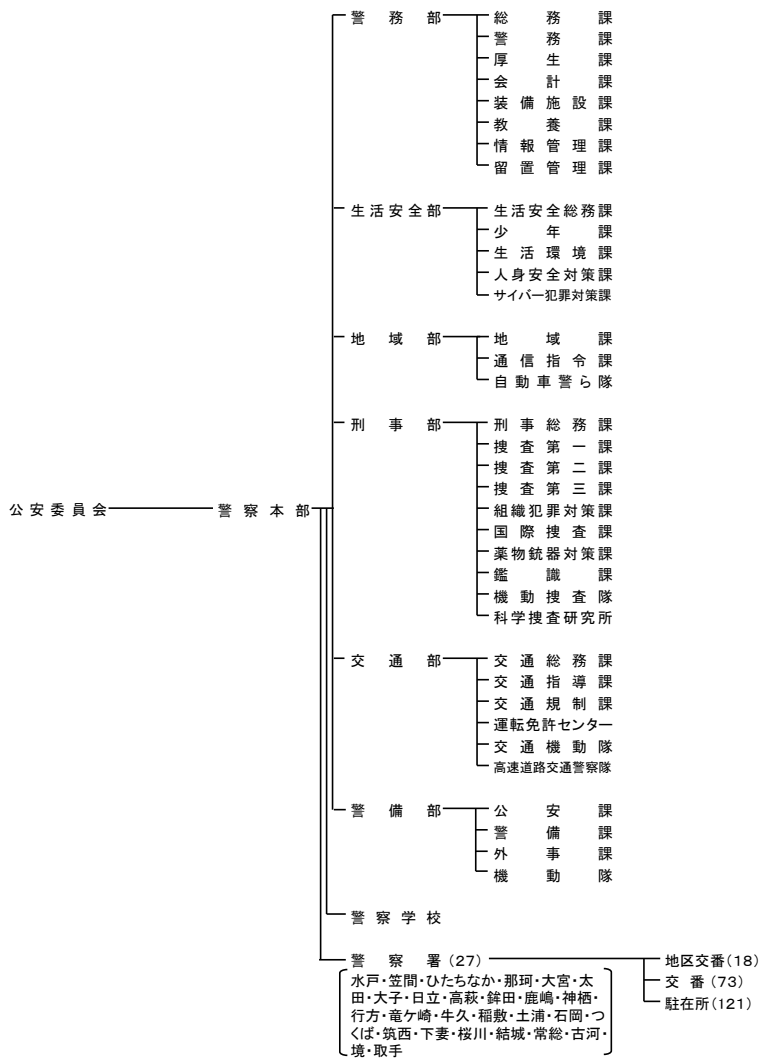 警務部
総務課
警務課
厚生課
会計課
装備施設課
教養課
情報管理課
留置管理課
生活安全部
生活安全総務課
少年課
生活環境課
人身安全対策課
サイバー犯罪対策課
地域部
地域課
通信指令課
自動車警ら隊
刑事部
刑事総務課
捜査第一課
捜査第二課
捜査第三課
組織犯罪対策課
国際捜査課
薬物銃器対策課
鑑識課
機動捜査隊
科学捜査研究所
公安委員会
警察本部
交通部
交通総務課
交通指導課
交通規制課
運転免許センター
交通機動隊
高速道路交通警察隊
警備部
公安課
警備課
外事課
機動隊
警察学校
警察署(27)
水戸・笠間・ひたちなか・那珂・大宮・太
田・大子・日立・高萩・鉾田・鹿嶋・神栖・
行方・竜ケ崎・牛久・稲敷・土浦・石岡・つ
くば・筑西・下妻・桜川・結城・常総・古河・
境・取手
地区交番(18)
交番(73)
駐在所(121)